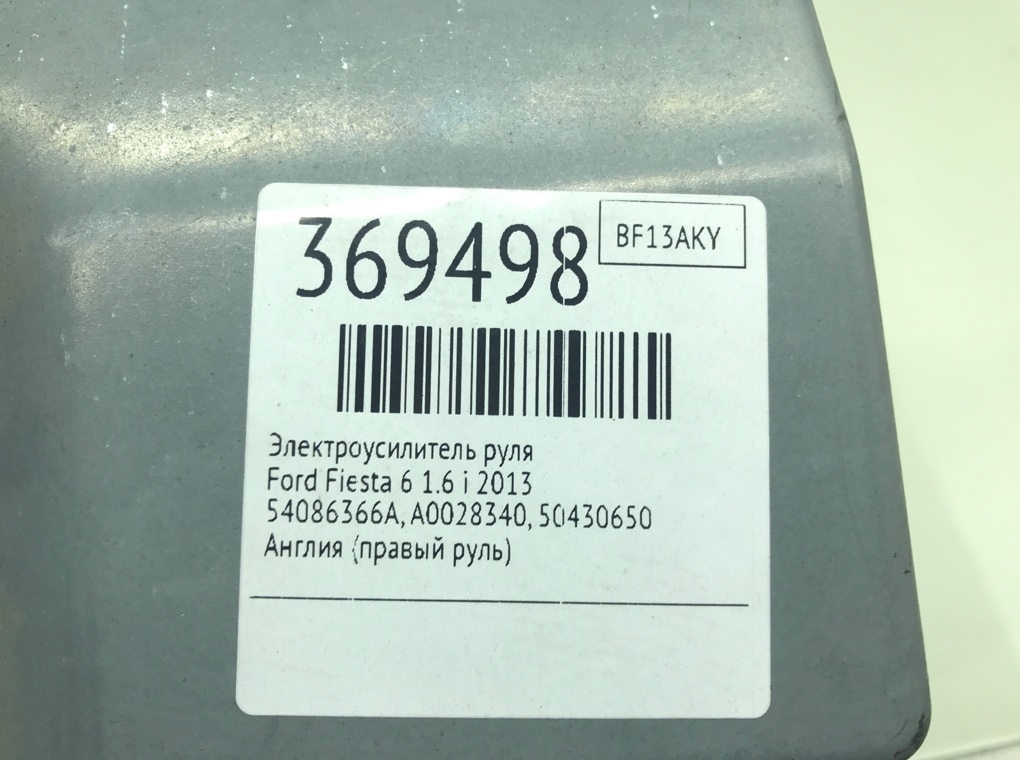 369498
BF13AKY
Электроусилитель руля
Ford Fiesta 6 1.6 i 2013
54086366A, A0028340, 50430650
Англия (правый руль)